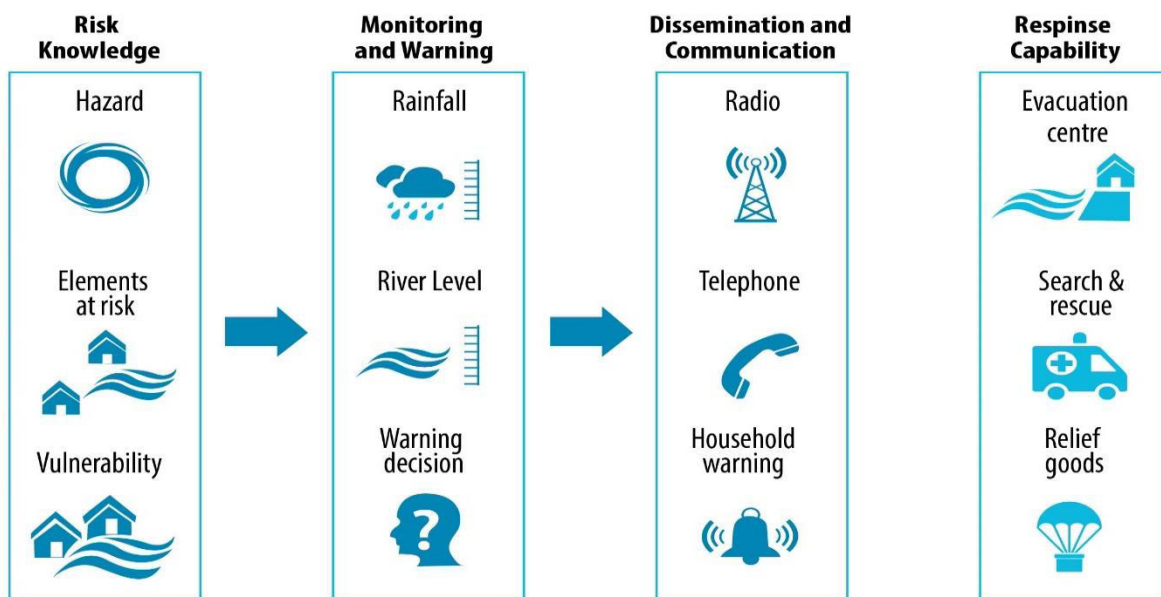 Risk
Knowledge
Hazard
Elements
at risk
Vulnerability
Monitoring
and Warning
Rainfall
River Level
Warning
decision
?
Dissemination and
Communication
Radio
Telephone
Household
warning
Respinse
Capability
Evacuation
centre
Search &
rescue
Relief
goods